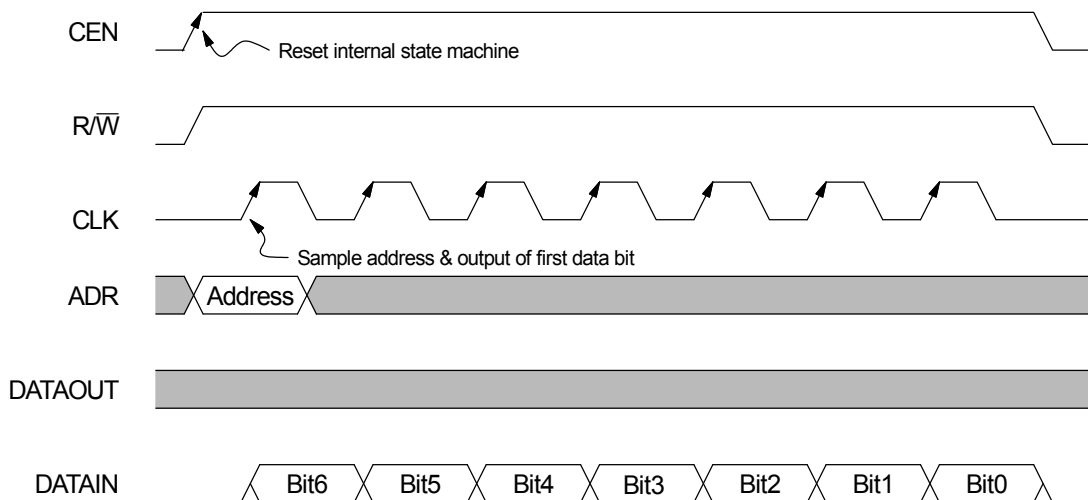 CEN
Reset internal state machine
R/W̅
CLK
Sample address & output of first data bit
ADR
Address
DATAOUT
DATAIN
Bit6 Bit5 Bit4 Bit3 Bit2 Bit1 Bit0